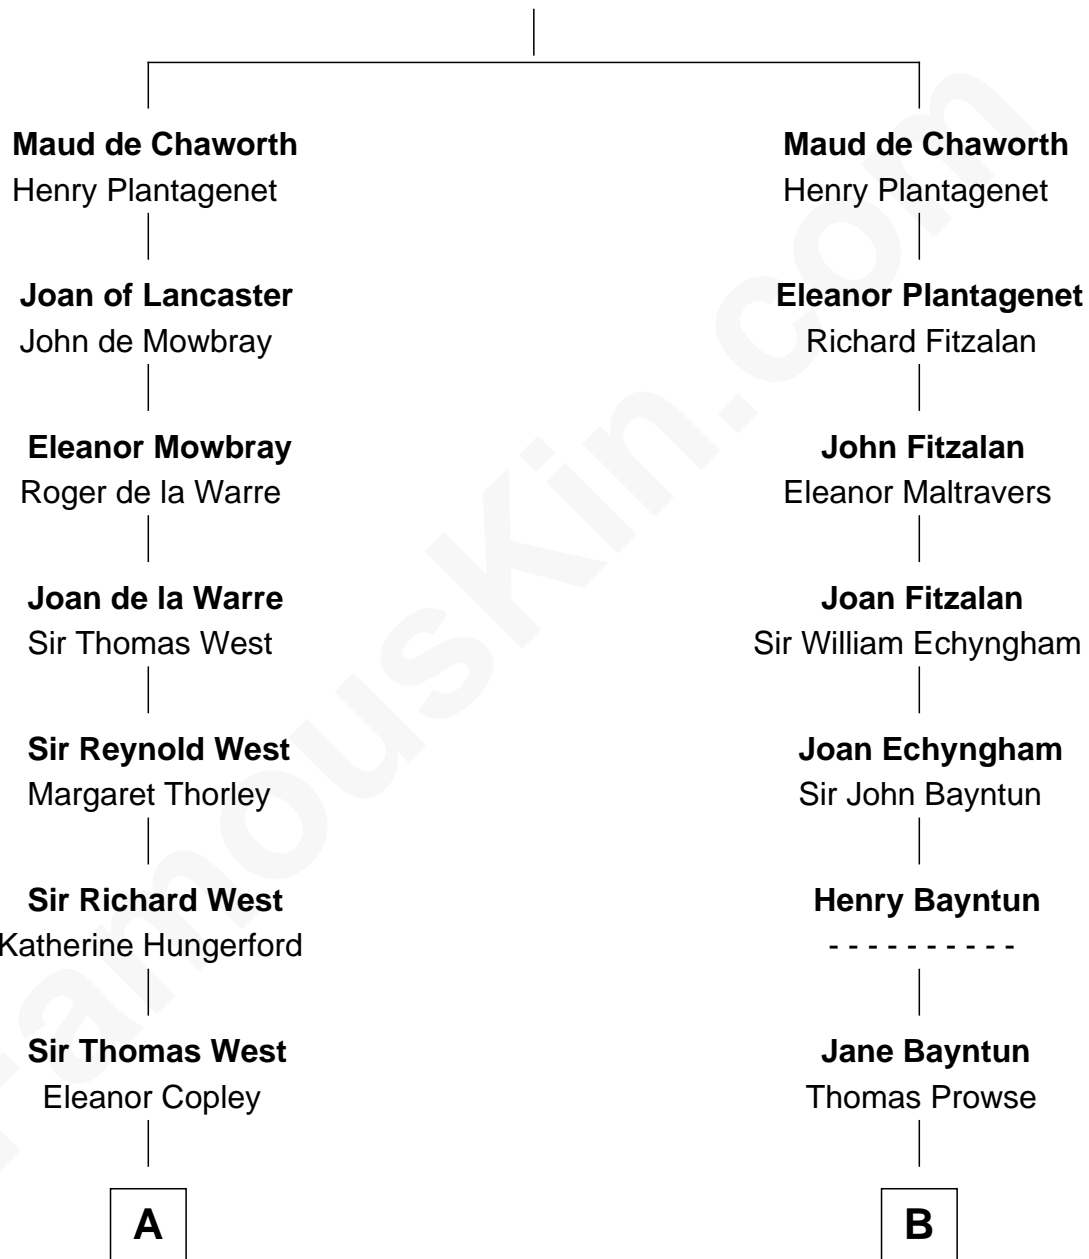 Maud de Chaworth
Henry Plantagenet
Maud de Chaworth
Henry Plantagenet
Joan of Lancaster
John de Mowbray
Eleanor Plantagenet
Richard Fitzalan
Eleanor Mowbray
Roger de la Warre
John Fitzalan
Eleanor Maltravers
Joan de la Warre
Sir Thomas West
Joan Fitzalan
Sir William Echyngham
Sir Reynold West
Margaret Thorley
Joan Echyngham
Sir John Bayntun
Sir Richard West
Katherine Hungerford
Henry Bayntun
- - - - - - - - - -
Sir Thomas West
Eleanor Copley
Jane Bayntun
Thomas Prowse
A
B
FamousKin.com